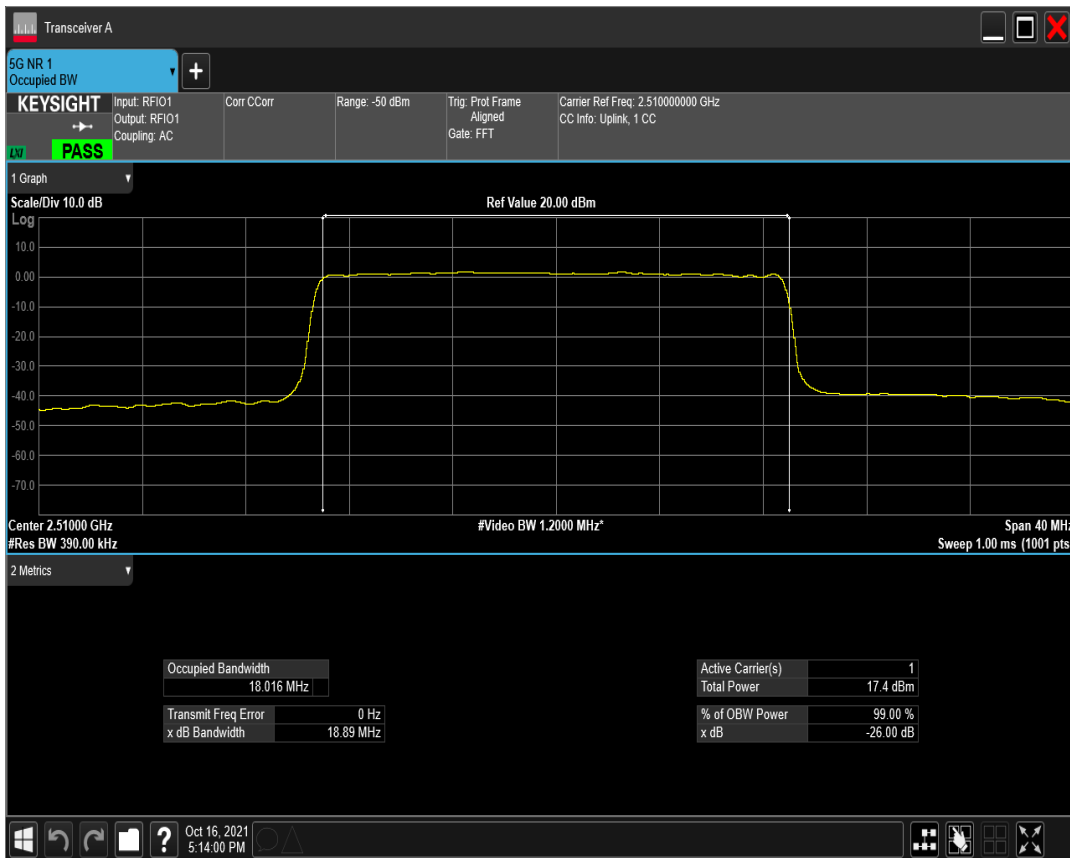 Transceiver A
5G NR 1
Occupied BW
+
KEYSIGHT
LXI
PASS
Input: RFIO1
Output: RFIO1
Coupling: AC
Corr CCorr
Range: -50 dBm
Trig: Prot Frame
Aligned
Gate: FFT
Carrier Ref Freq: 2.510000000 GHz
CC Info: Uplink, 1 CC
1 Graph
Scale/Div 10.0 dB
Ref Value 20.00 dBm
Log
10.0
0.00
-10.0
-20.0
-30.0
-40.0
-50.0
-60.0
-70.0
Center 2.51000 GHz
#Video BW 1.2000 MHz*
Span 40 MHz
#Res BW 390.00 kHz
Sweep 1.00 ms (1001 pts
2 Metrics
Occupied Bandwidth
18.016 MHz
Transmit Freq Error 0 Hz
x dB Bandwidth 18.89 MHz
Active Carrier(s) 1
Total Power 17.4 dBm
% of OBW Power 99.00 %
x dB -26.00 dB
?
Oct 16, 2021
5:14:00 PM